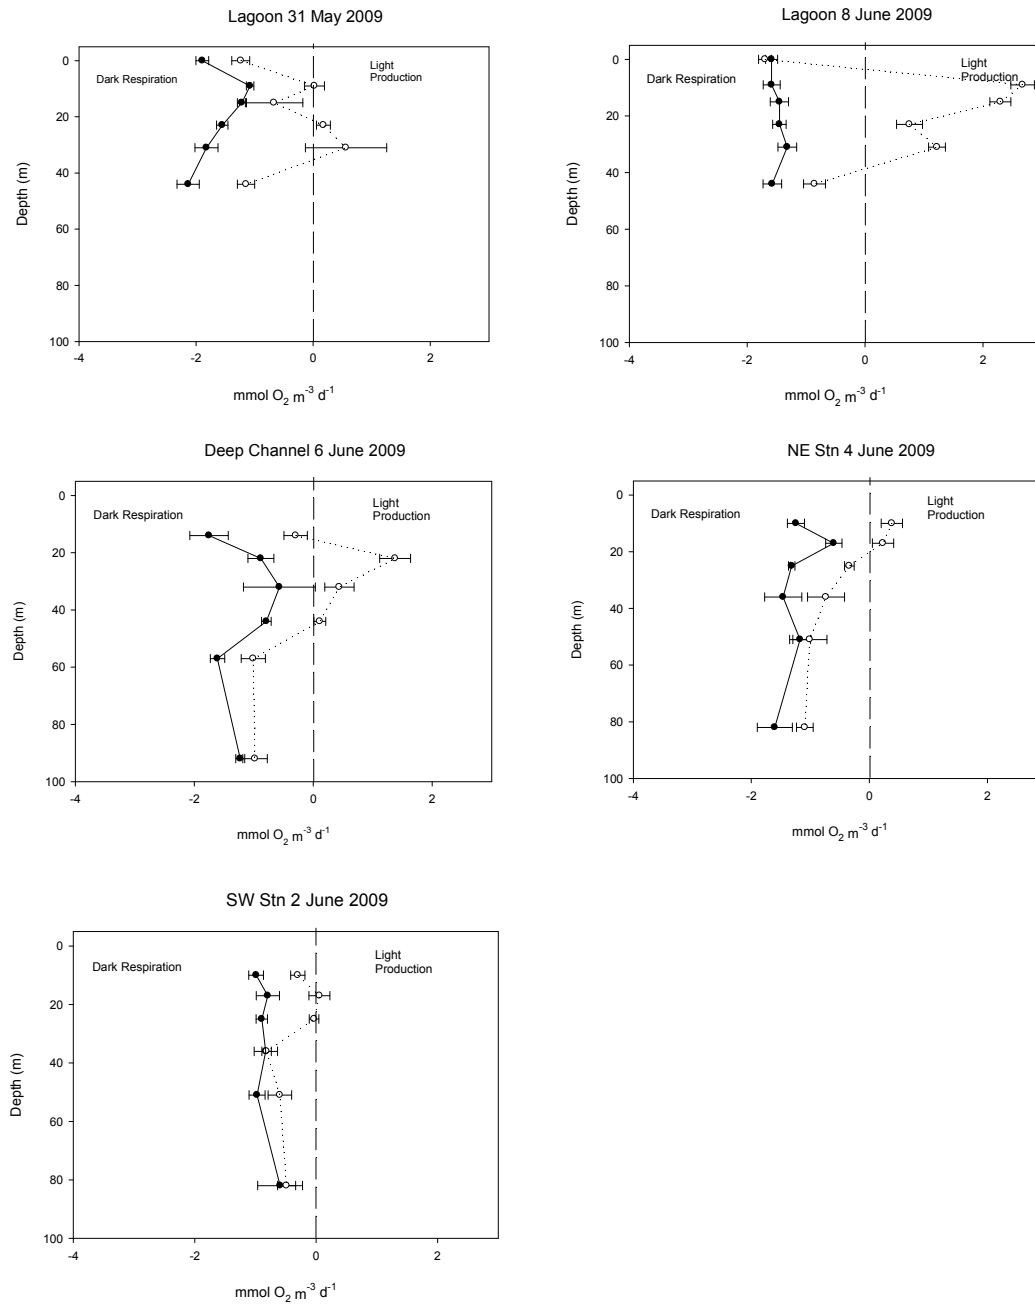 Lagoon 31 May 2009
0
20
40
60
80
100
Depth (m)
Dark Respiration
Light
Production
-4
-2
0
2
mmol O₂ m⁻³ d⁻¹
Lagoon 8 June 2009
0
20
40
60
80
100
Depth (m)
Dark Respiration
Light
Production
-4
-2
0
2
mmol O₂ m⁻³ d⁻¹
Deep Channel 6 June 2009
0
20
40
60
80
100
Depth (m)
Dark Respiration
Light
Production
-4
-2
0
2
mmol O₂ m⁻³ d⁻¹
NE Stn 4 June 2009
0
20
40
60
80
100
Depth (m)
Dark Respiration
Light
Production
-4
-2
0
2
mmol O₂ m⁻³ d⁻¹
SW Stn 2 June 2009
0
20
40
60
80
100
Depth (m)
Dark Respiration
Light
Production
-4
-2
0
2
mmol O₂ m⁻³ d⁻¹